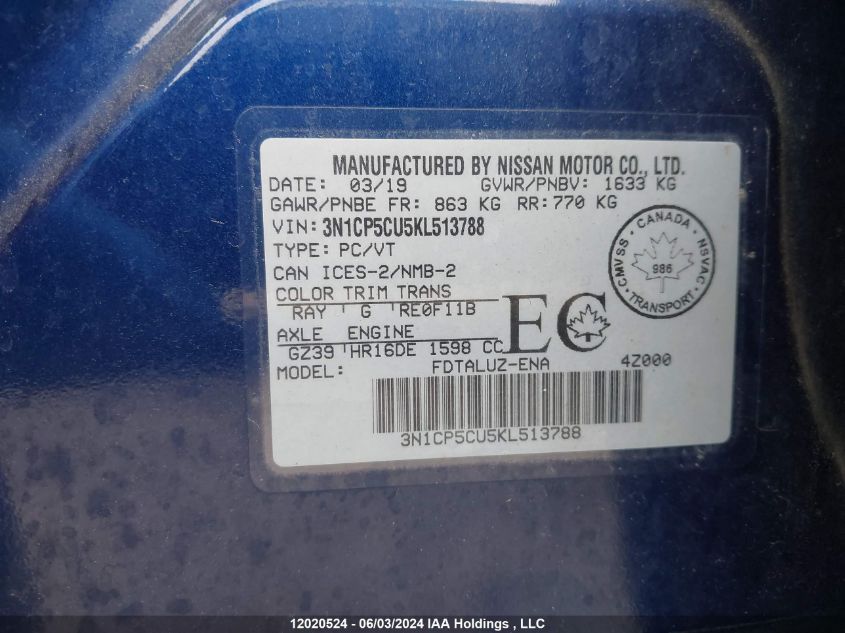 MANUFACTURED BY NISSAN MOTOR CO., LTD.
DATE: 03/19 GVWR/PNBV: 1633 KG
GAWR/PNBE FR: 863 KG RR: 770 KG
VIN: 3N1CP5CU5KL513788
TYPE: PC/VT
CAN ICES-2/NMB-2
COLOR TRIM TRANS
RAY G RE0F11B
AXLE ENGINE
GZ39 HR16DE 1598 CC
MODEL: FDTALUZ-ENA 4Z000
EC
CANADA
CMVSS
NSVAC
986
TRANSPORT
3N1CP5CU5KL513788
12020524 - 06/03/2024 IAA Holdings , LLC